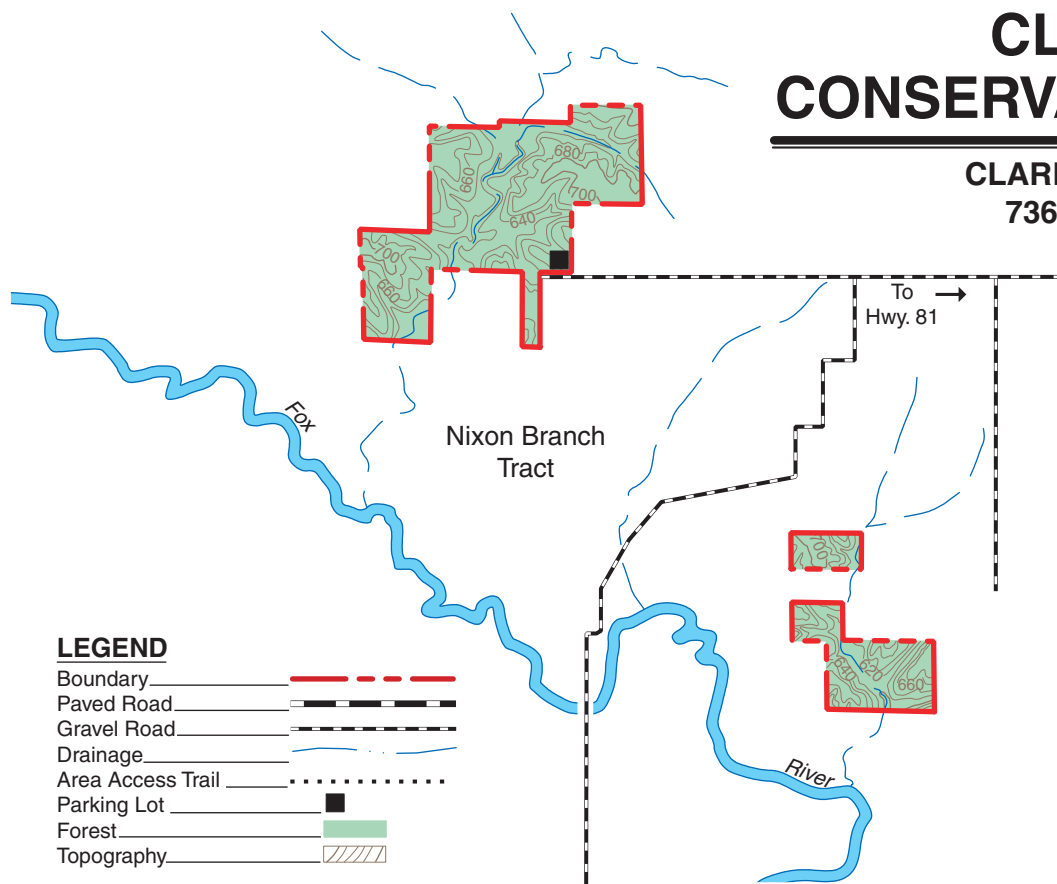 CL
CONSERVA
CLAR
736
680
660
700
640
700
660
To
Hwy. 81
Fox
Nixon Branch
Tract
700
640
620
660
River
LEGEND
Boundary
Paved Road
Gravel Road
Drainage
Area Access Trail
Parking Lot
Forest
Topography